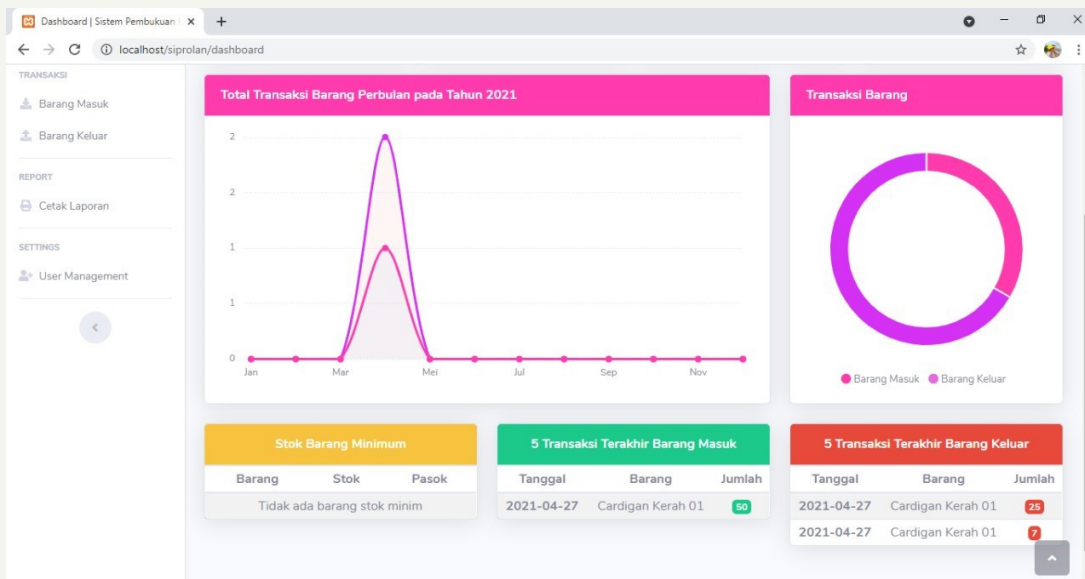 Dashboard | Sistem Pembukuan
localhost/siprolan/dashboard
TRANSAKSI
Barang Masuk
Barang Keluar
REPORT
Cetak Laporan
SETTINGS
User Management
Total Transaksi Barang Perbulan pada Tahun 2021
2
2
1
1
0
Jan Mar Mei Jul Sep Nov
Transaksi Barang
Barang Masuk Barang Keluar
Stok Barang Minimum
Barang Stok Pasok
Tidak ada barang stok minim
5 Transaksi Terakhir Barang Masuk
Tanggal Barang Jumlah
2021-04-27 Cardigan Kerah 01 50
5 Transaksi Terakhir Barang Keluar
Tanggal Barang Jumlah
2021-04-27 Cardigan Kerah 01 25
2021-04-27 Cardigan Kerah 01 7